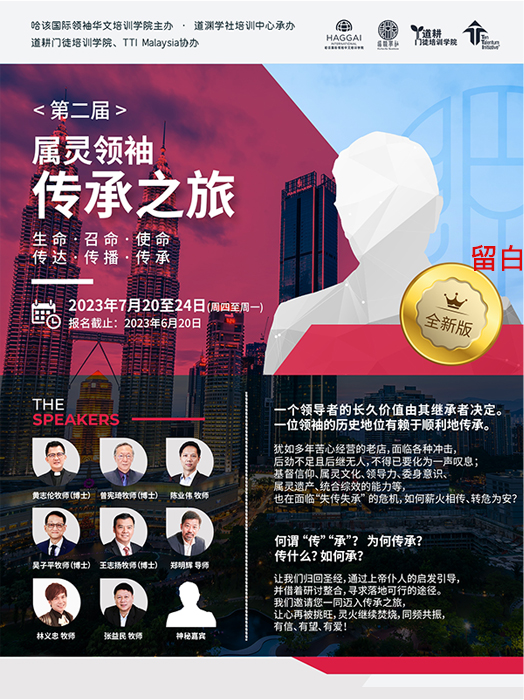 哈该国际领袖华文培训学院主办 · 道渊学社培训中心承办
道耕门徒培训学院、TTI Malaysia协办
HAGGAI
INTERNATIONAL
道耕
门徒培训学院
Ten
Talentum
Initiative
<第二届>
属灵领袖
传承之旅
生命·召命·使命
传达·传播·传承
2023年7月20至24日(周四至周一)
报名截止：2023年6月20日
留白
全新版
THE
SPEAKERS
黄志伦牧师(博士)
曾宪琦牧师(博士)
陈业伟 牧师
吴子平牧师(博士)
王志扬牧师(博士)
郑明辉 导师
林义忠 牧师
张益民 牧师
神秘嘉宾
一个领导者的长久价值由其继承者决定。
一位领袖的历史地位有赖于顺利地传承。
犹如多年苦心经营的老店，面临各种冲击，
后劲不足且后继无人，不得已要化为一声叹息；
基督信仰、属灵文化、领导力、委身意识、
属灵遗产、统合综效的能力等，
也在面临“失传失承”的危机，如何薪火相传、转危为安？
何谓“传”“承”？ 为何传承？
传什么？如何承？
让我们归回圣经，通过上帝仆人的启发引导，
并借着研讨整合，寻求落地可行的途径。
我们邀请您一同迈入传承之旅，
让心再被挑旺，灵火继续焚烧，同频共振，
有信、有望、有爱！